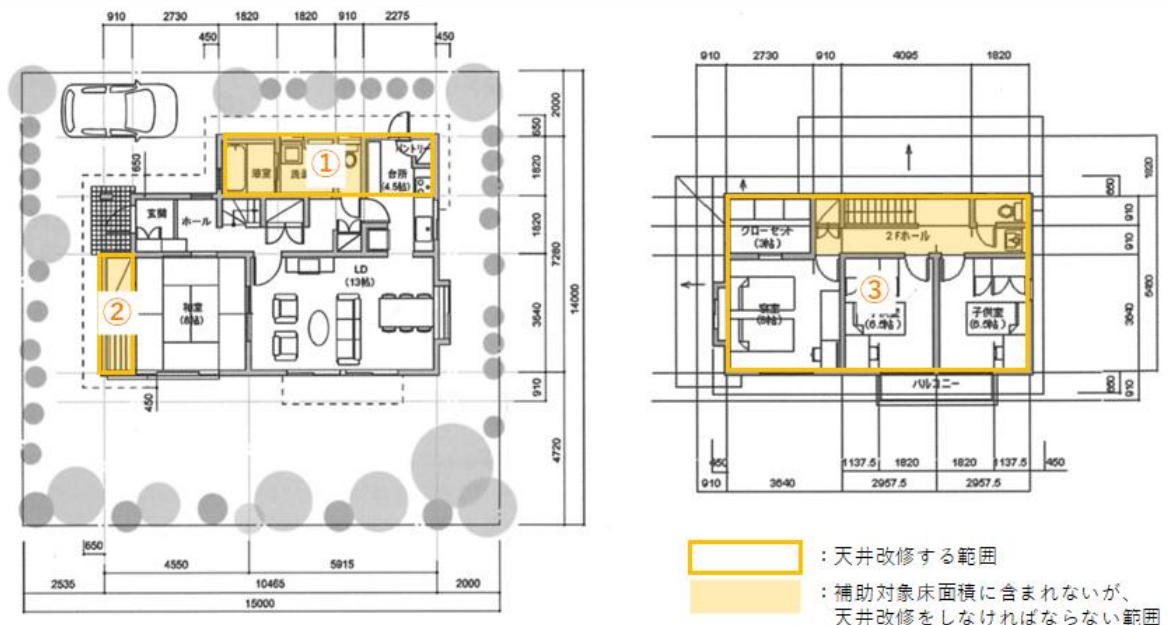 910 2730 1820 1820 910 2275
450 450
2000
650
1820
1820
7280
3640
14000
910
4720
650
①
浴室
パントリー
台所
(4.5帖)
玄関
ホール
②
和室
(8帖)
LD
(13帖)
450
650
4550 5915
2535 10465 2000
15000
910 2730 910 4095 1820
1820
650
910
910
5460
3640
650
910
クローゼット
(3帖)
2Fホール
③
寝室
(8帖)
(6.5帖)
子供室
(6.5帖)
バルコニー
450 1137.5 1820 1820 1137.5 450
910 3640 2957.5 2957.5
：天井改修する範囲
：補助対象床面積に含まれないが、
天井改修をしなければならない範囲